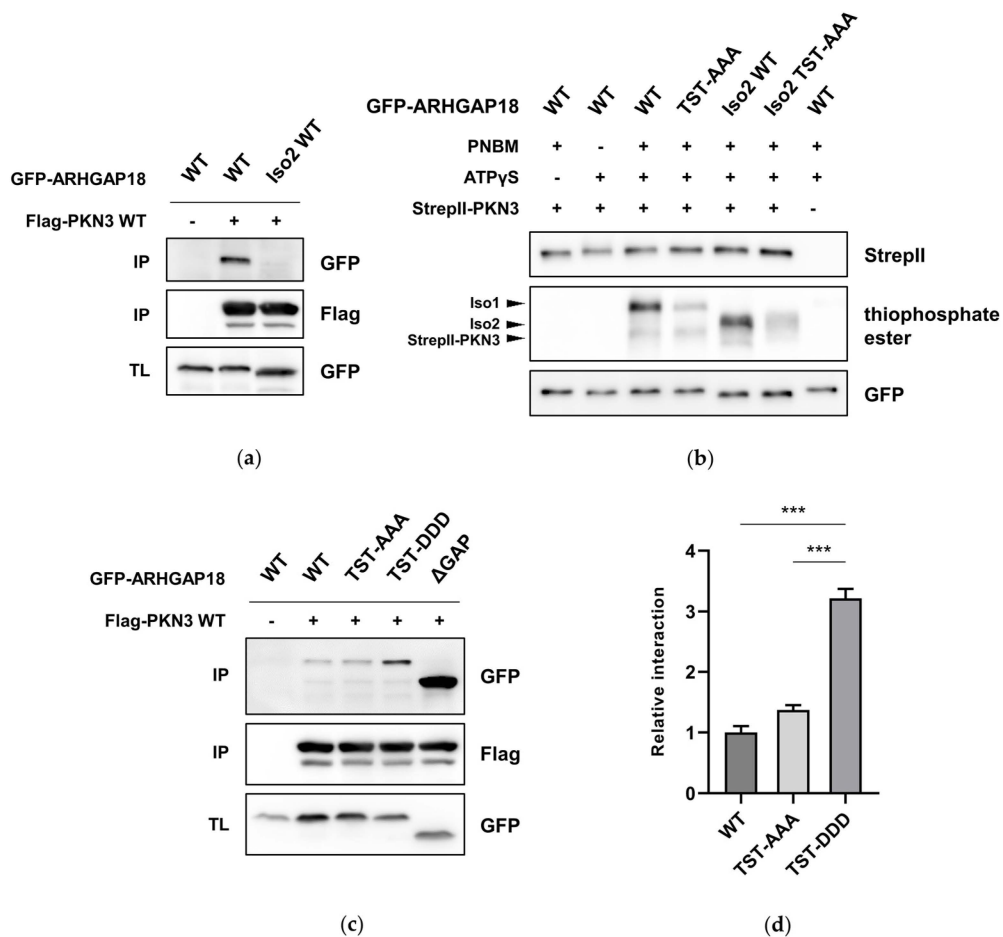 WT WT Iso2 WT
GFP-ARHGAP18
Flag-PKN3 WT - + +
IP GFP
IP Flag
TL GFP
(a)
WT WT WT TST-AAA Iso2 WT Iso2 TST-AAA WT
GFP-ARHGAP18
PNBM + - + + + + +
ATPγS - + + + + + +
StrepII-PKN3 + + + + + + -
StrepII
Iso1
Iso2
StrepII-PKN3
thiophosphate
ester
GFP
(b)
WT WT TST-AAA TST-DDD ΔGAP
GFP-ARHGAP18
Flag-PKN3 WT - + + + +
IP GFP
IP Flag
TL GFP
(c)
***
***
4
3
2
1
0
Relative interaction
WT TST-AAA TST-DDD
(d)